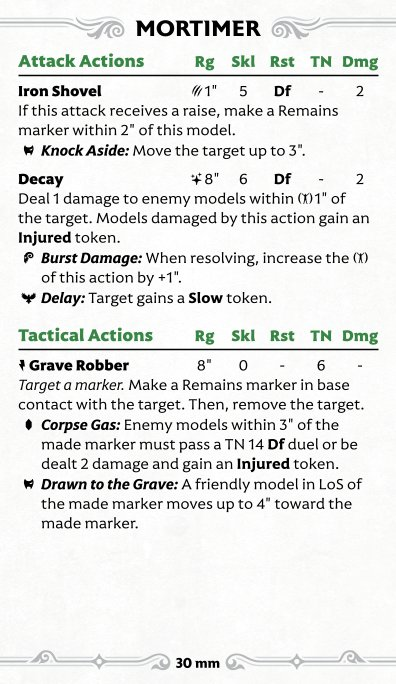 MORTIMER
Attack Actions Rg Skl Rst TN Dmg
Iron Shovel 1" 5 Df - 2
If this attack receives a raise, make a Remains
marker within 2" of this model.
Knock Aside: Move the target up to 3".
Decay 8" 6 Df - 2
Deal 1 damage to enemy models within 1" of
the target. Models damaged by this action gain an
Injured token.
Burst Damage: When resolving, increase the
of this action by +1".
Delay: Target gains a Slow token.
Tactical Actions Rg Skl Rst TN Dmg
Grave Robber 8" 0 - 6 -
Target a marker. Make a Remains marker in base
contact with the target. Then, remove the target.
Corpse Gas: Enemy models within 3" of the
made marker must pass a TN 14 Df duel or be
dealt 2 damage and gain an Injured token.
Drawn to the Grave: A friendly model in LoS of
the made marker moves up to 4" toward the
made marker.
30 mm